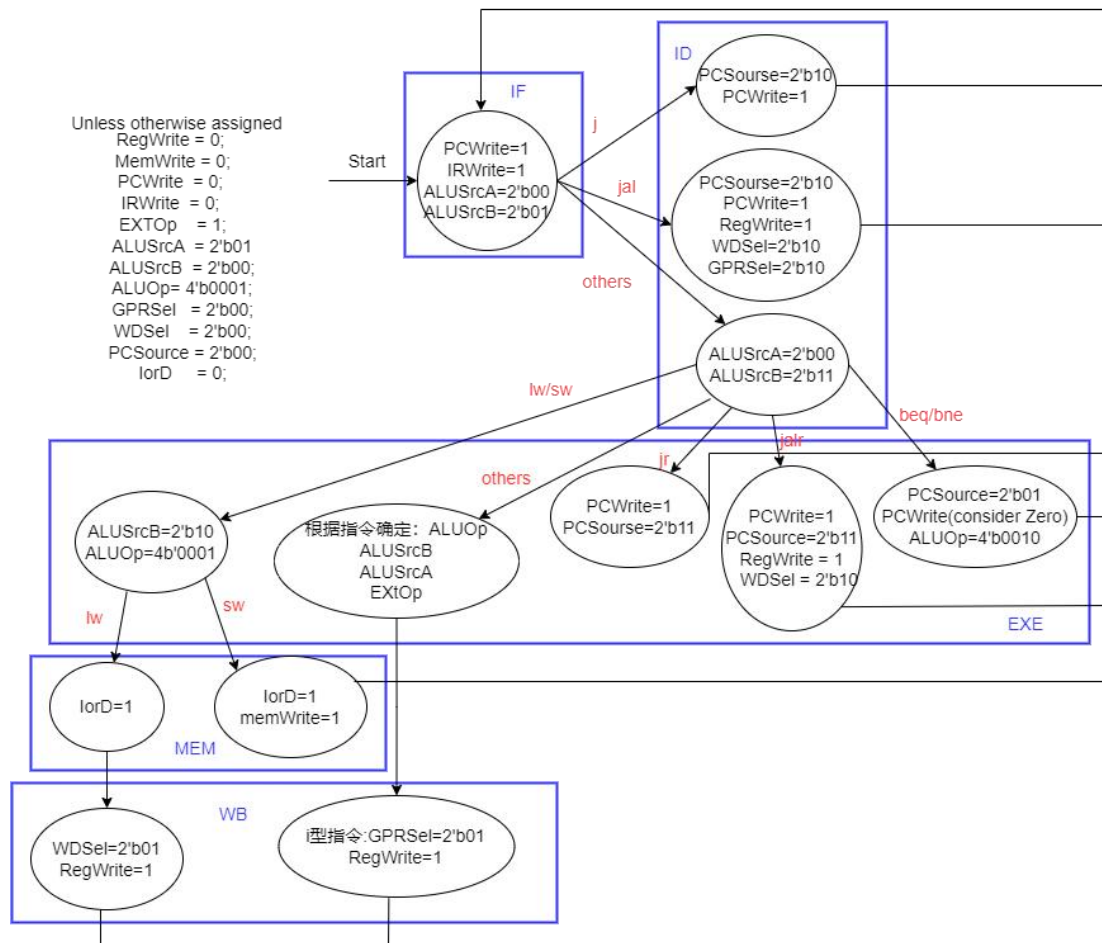 Unless otherwise assigned
RegWrite = 0;
MemWrite = 0;
PCWrite = 0;
IRWrite = 0;
EXTOp = 1;
ALUSrcA = 2'b01
ALUSrcB = 2'b00;
ALUOp= 4'b0001;
GPRSel = 2'b00;
WDSel = 2'b00;
PCSource = 2'b00;
IorD = 0;
Start
IF
PCWrite=1
IRWrite=1
ALUSrcA=2'b00
ALUSrcB=2'b01
j
jal
others
ID
PCSourse=2'b10
PCWrite=1
PCSourse=2'b10
PCWrite=1
RegWrite=1
WDSel=2'b10
GPRSel=2'b10
ALUSrcA=2'b00
ALUSrcB=2'b11
lw/sw
others
jr
jalr
beq/bne
ALUSrcB=2'b10
ALUOp=4b'0001
根据指令确定：ALUOp
ALUSrcB
ALUSrcA
EXtOp
PCWrite=1
PCSourse=2'b11
PCWrite=1
PCSource=2'b11
RegWrite = 1
WDSel = 2'b10
PCSource=2'b01
PCWrite(consider Zero)
ALUOp=4'b0010
EXE
lw
sw
IorD=1
IorD=1
memWrite=1
MEM
WB
WDSel=2'b01
RegWrite=1
i型指令:GPRSel=2'b01
RegWrite=1